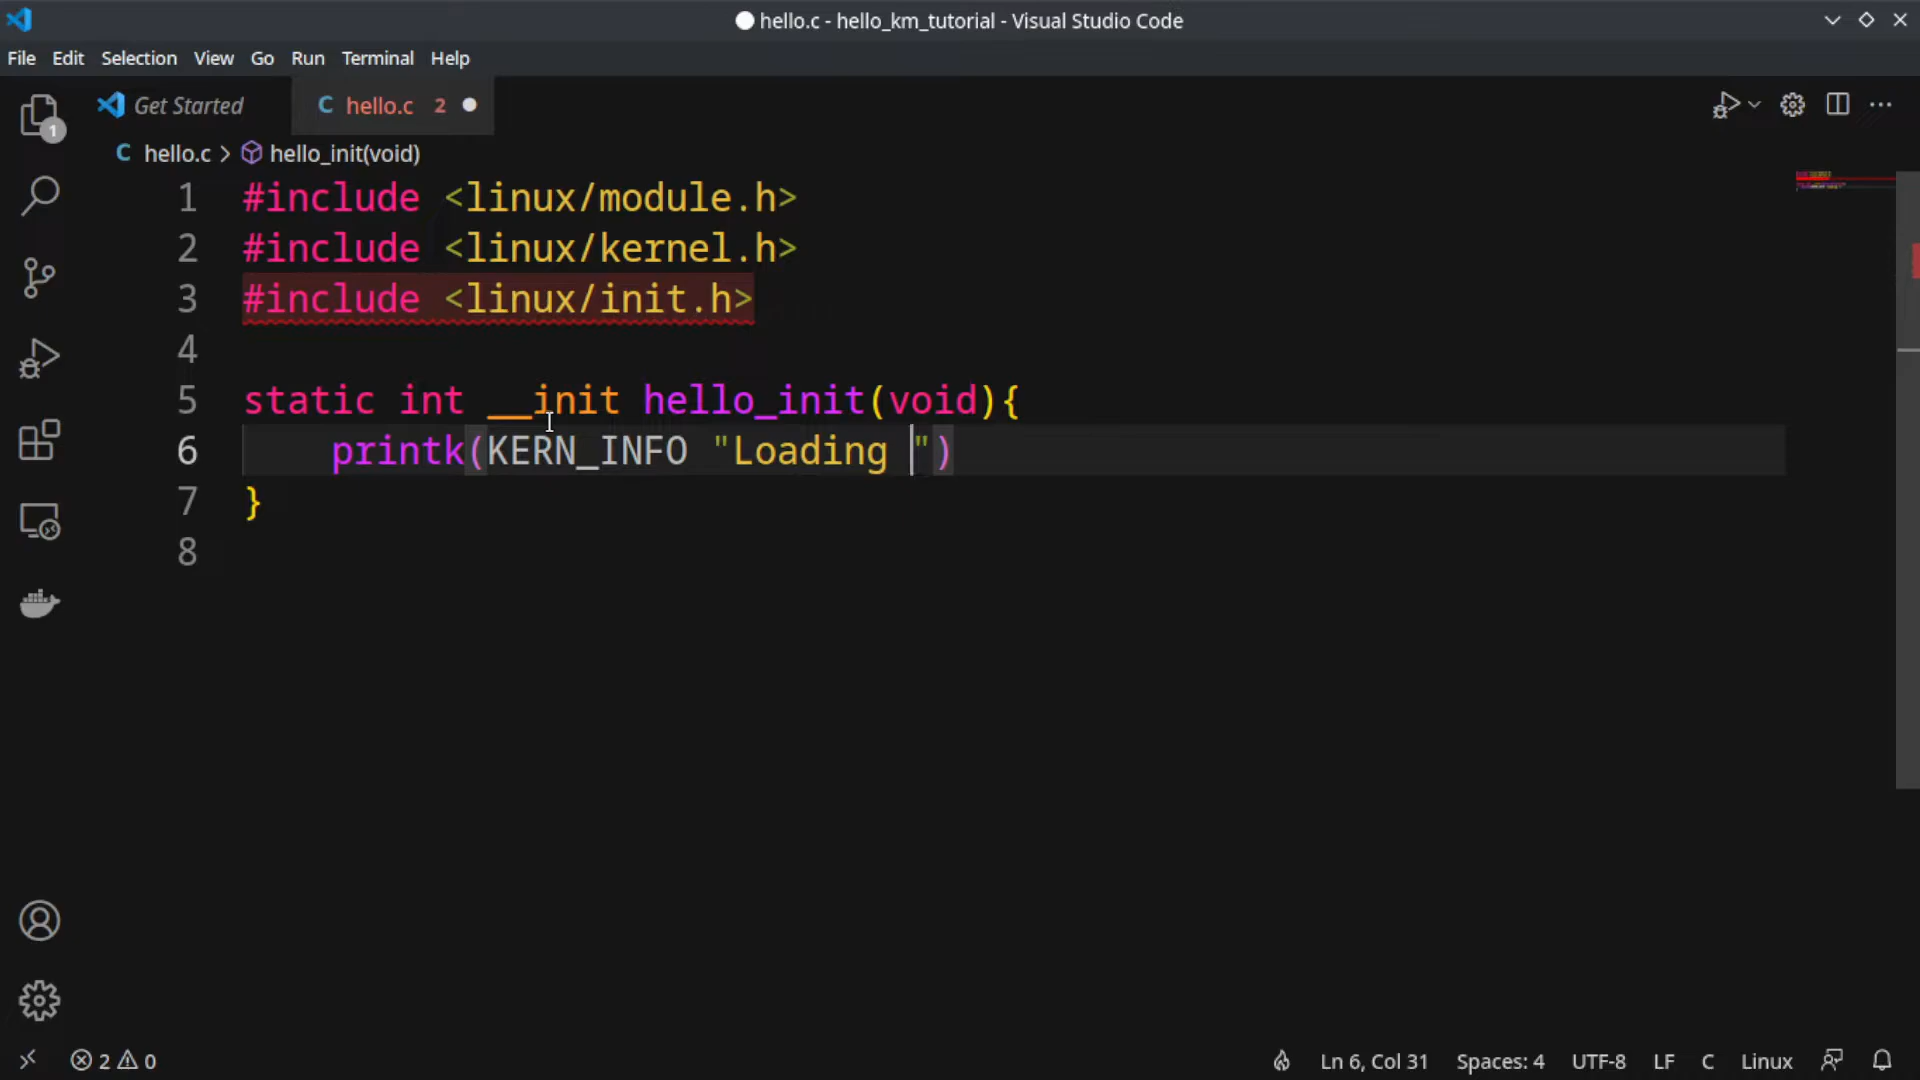 hello.c - hello_km_tutorial - Visual Studio Code
File Edit Selection View Go Run Terminal Help
Get Started C hello.c 2
C hello.c > hello_init(void)
1
1 #include <linux/module.h>
2 #include <linux/kernel.h>
3 #include <linux/init.h>
4
5 static int __init hello_init(void){
6     printk(KERN_INFO "Loading ")
7 }
8
2 0 Ln 6, Col 31 Spaces: 4 UTF-8 LF C Linux